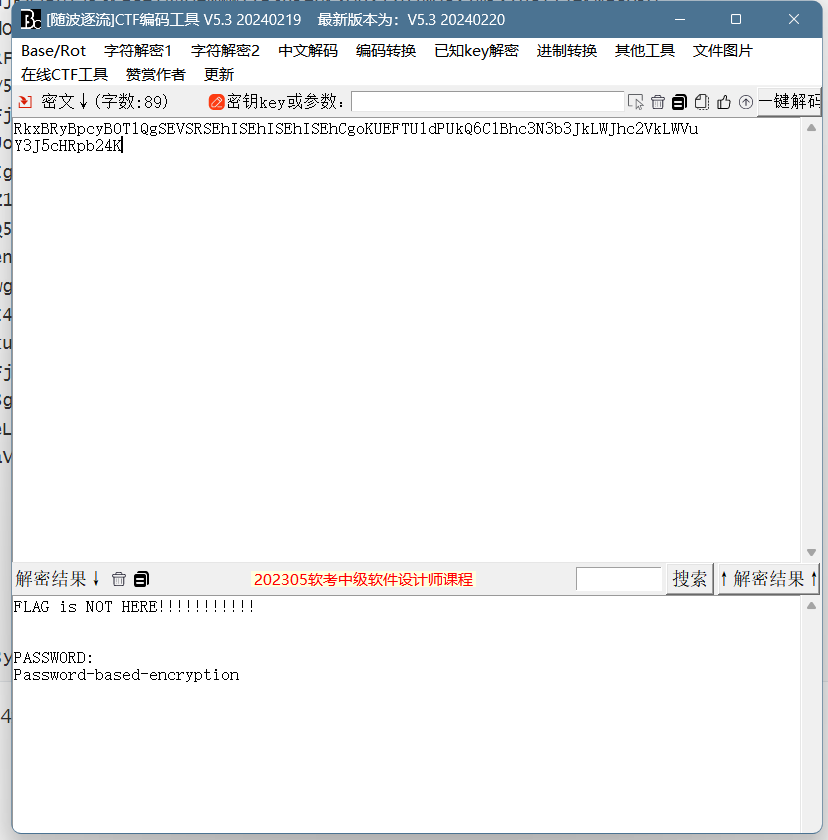 [随波逐流]CTF编码工具 V5.3 20240219 最新版本为：V5.3 20240220
Base/Rot 字符解密1 字符解密2 中文解码 编码转换 已知key解密 进制转换 其他工具 文件图片
在线CTF工具 赞赏作者 更新
密文↓(字数:89) 密钥key或参数: 一键解码
RkxBRyBpcyBOT1QgSEVSRSEhISEhISEhISEhCgoKUEFTU1dPUkQ6ClBhc3N3b3JkLWJhc2VkLWVu
Y3J5cHRpb24K
解密结果↓ 202305软考中级软件设计师课程 搜索 ↑解密结果↑
FLAG is NOT HERE!!!!!!!!!!!
PASSWORD:
Password-based-encryption